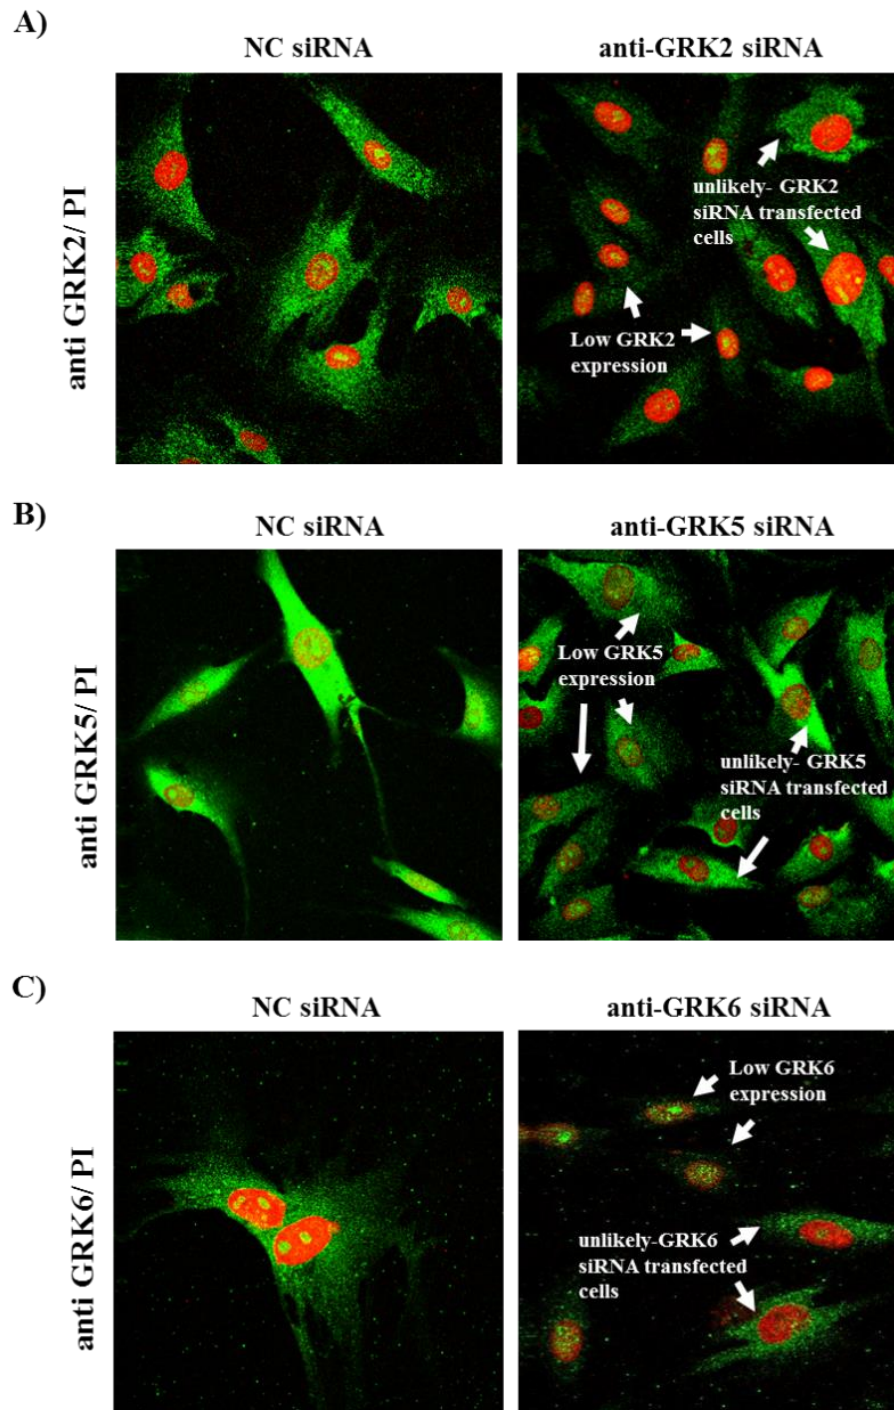 A)
NC siRNA
anti-GRK2 siRNA
anti GRK2/ PI
unlikely- GRK2
siRNA transfected
cells
Low GRK2
expression
B)
NC siRNA
anti-GRK5 siRNA
anti GRK5/ PI
Low GRK5
expression
unlikely- GRK5
siRNA transfected
cells
C)
NC siRNA
anti-GRK6 siRNA
anti GRK6/ PI
Low GRK6
expression
unlikely-GRK6
siRNA transfected
cells